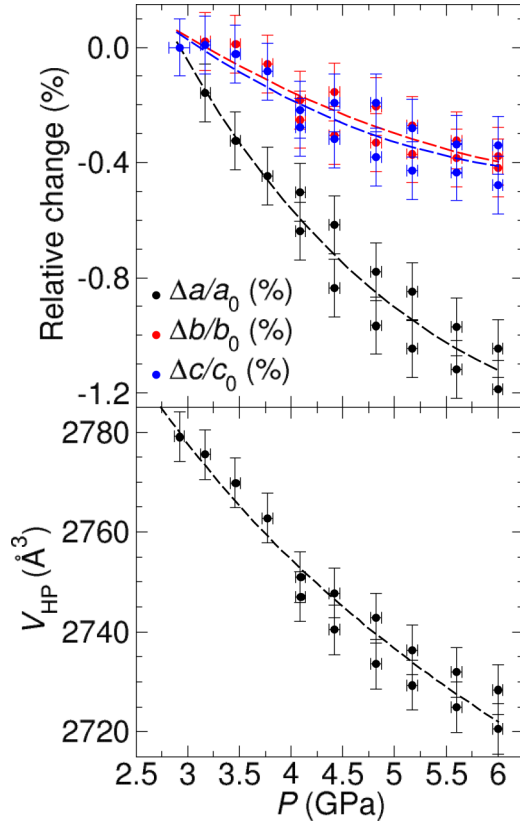 Relative change (%)
0.0
-0.4
-0.8
-1.2
Δa/a₀ (%)
Δb/b₀ (%)
Δc/c₀ (%)
V_HP (Å³)
2780
2760
2740
2720
2.5 3 3.5 4 4.5 5 5.5 6
P (GPa)